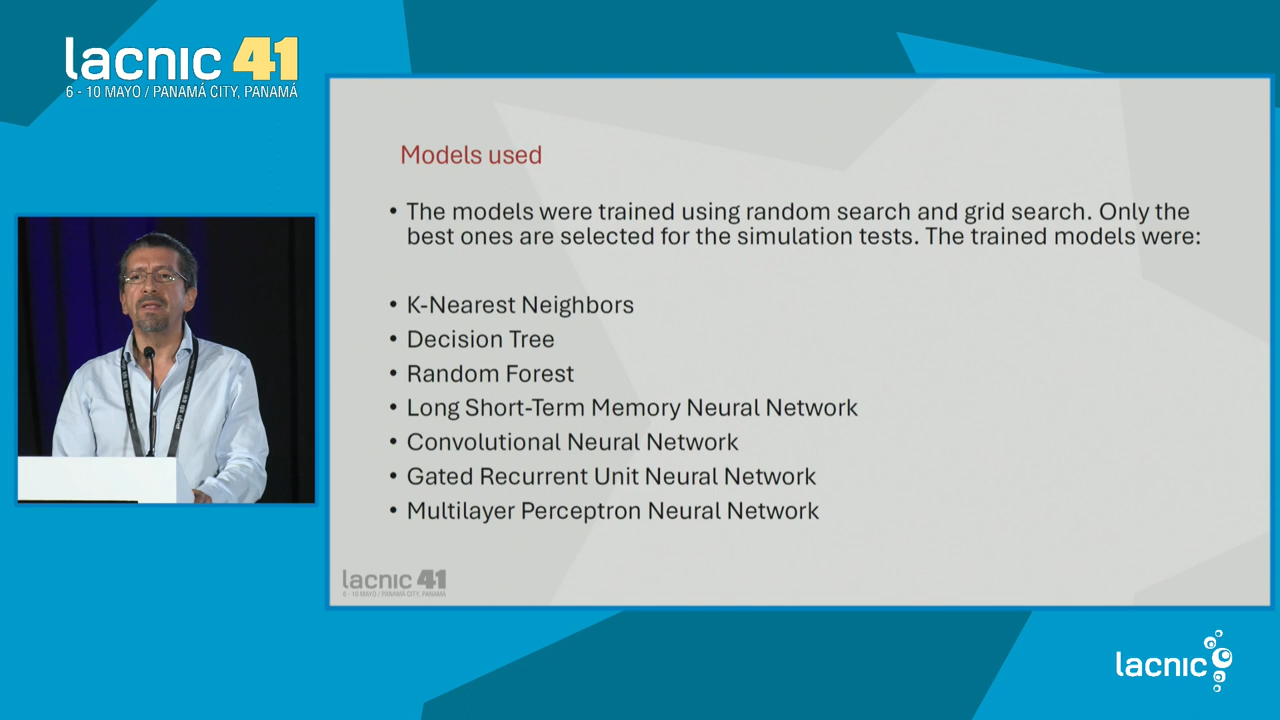 lacnic 41
6 - 10 MAYO / PANAMÁ CITY, PANAMÁ
Models used
• The models were trained using random search and grid search. Only the
best ones are selected for the simulation tests. The trained models were:
• K-Nearest Neighbors
• Decision Tree
• Random Forest
• Long Short-Term Memory Neural Network
• Convolutional Neural Network
• Gated Recurrent Unit Neural Network
• Multilayer Perceptron Neural Network
lacnic 41
6 - 10 MAYO / PANAMÁ CITY, PANAMÁ
lacnic